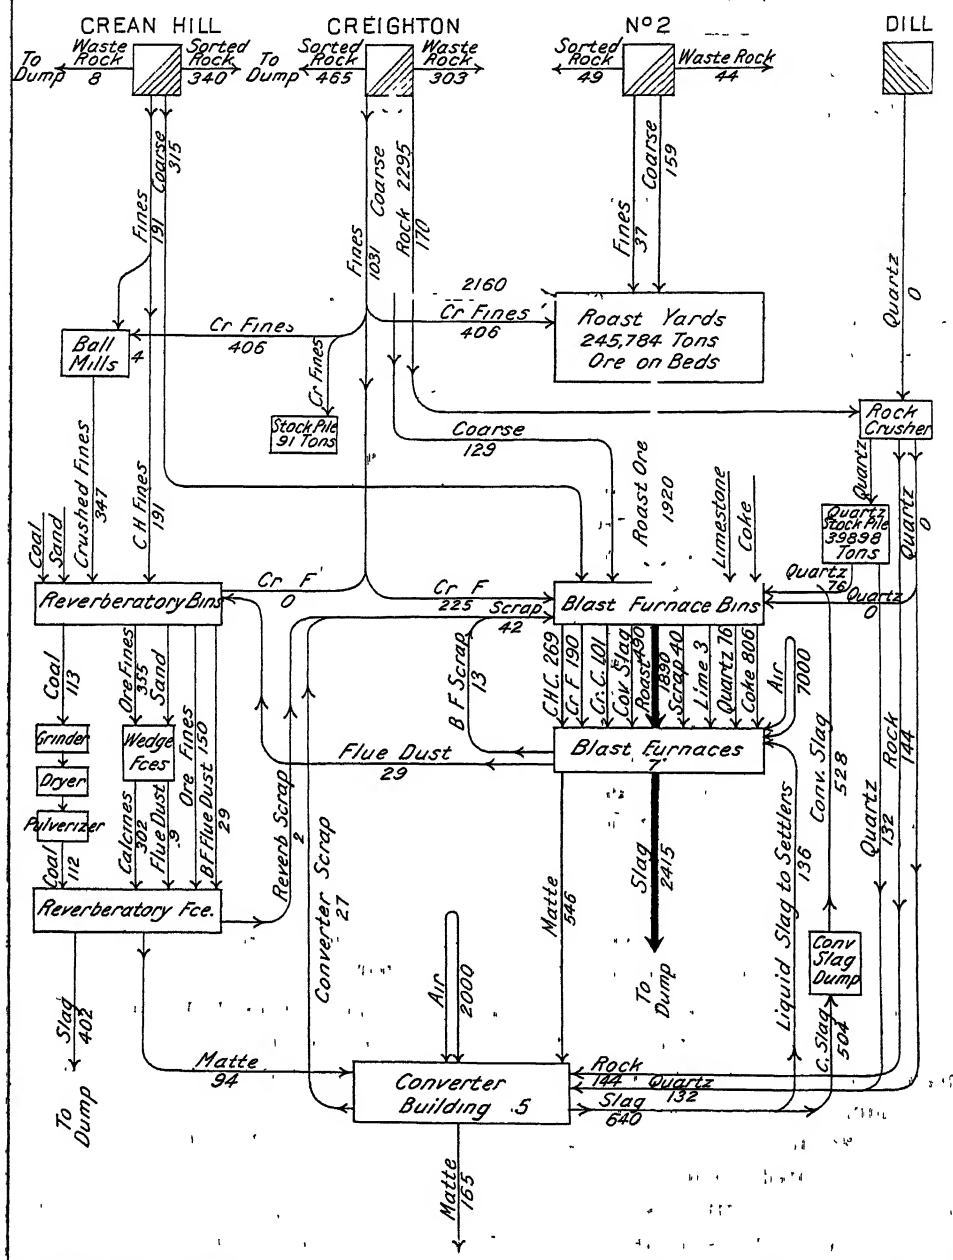 CREAN HILL
CREIGHTON
Nº2
DILL
To Dump
Waste Rock
8
Sorted Rock
340
To Dump
Sorted Rock
465
Waste Rock
303
Sorted Rock
49
Waste Rock
44
Fines
191
Coarse
315
Fines
1031
Coarse
2295
Rock
170
Fines
37
Coarse
159
Quartz
0
Ball
Mills
4
Cr Fines
406
Cr Fines
Stock Pile
91 Tons
2160
Cr Fines
406
Roast Yards
245,784 Tons
Ore on Beds
Rock
Crusher
Coarse
129
Crushed Fines
347
C H Fines
191
Coal
Sand
Roast Ore
1920
Limestone
Coke
Quartz
Quartz
Stock Pile
39898
Tons
Quartz
0
Quartz
76
Quartz
0
Reverberatory Bins
Cr F
0
Cr F
225
Scrap
42
Blast Furnace Bins
Coal
113
Ore Fines
355
Sand
Ore Fines
150
B F Flue Dust
29
B F Scrap
13
C.H.C. 269
Cr F 190
Cr. C. 101
Cov Slag
490
Roast
1890
Scrap 40
Lime 3
Quartz 76
Coke 806
Air
7000
Grinder
Dryer
Pulverizer
Wedge
Fces
Flue Dust
29
Blast Furnaces
7
Coal
112
Calcines
302
Flue Dust
9
Reverb Scrap
2
Converter Scrap
27
Reverberatory Fce.
Matte
546
Slag
2415
To Dump
Liquid Slag to Settlers
136
Conv. Slag
528
Quartz
132
Rock
144
Conv
Slag
Dump
C. Slag
504
Slag
402
To Dump
Air
2000
Matte
94
Converter
Building 5
Rock
144
Quartz
132
Slag
640
Matte
165